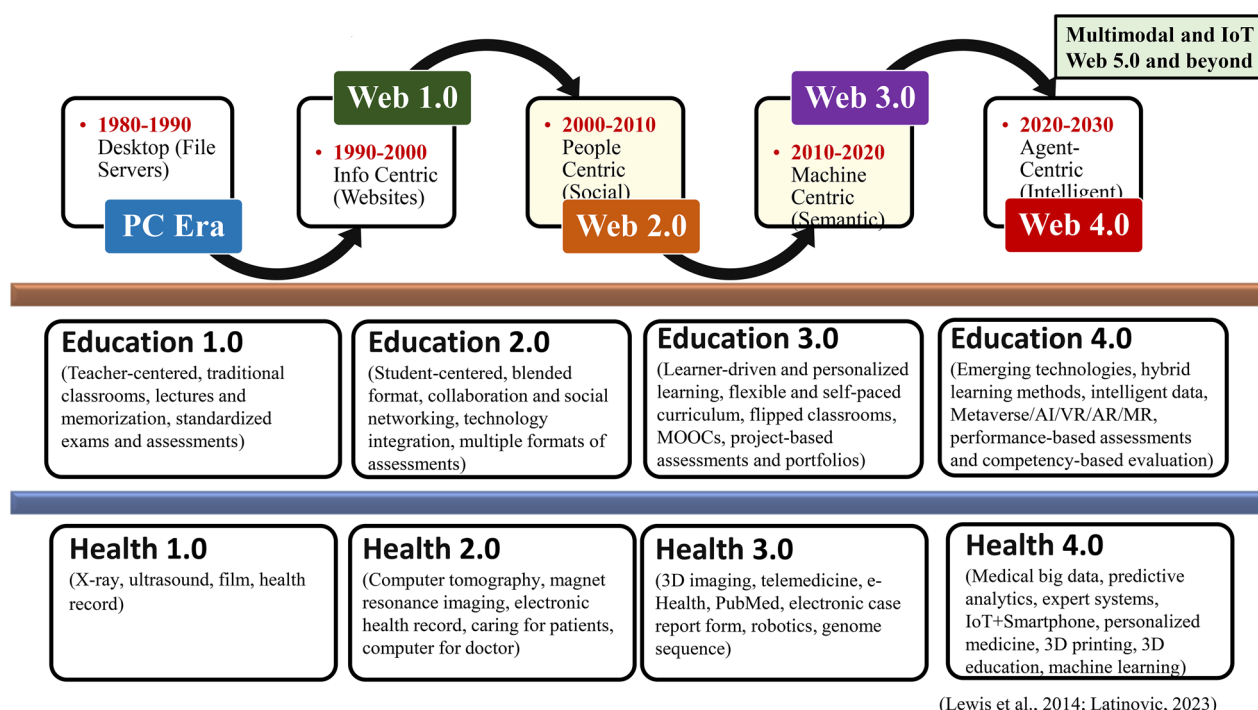 Multimodal and IoT
Web 5.0 and beyond
• 1980-1990
Desktop (File
Servers)
PC Era
Web 1.0
• 1990-2000
Info Centric
(Websites)
• 2000-2010
People
Centric
(Social)
Web 2.0
Web 3.0
• 2010-2020
Machine
Centric
(Semantic)
• 2020-2030
Agent-
Centric
(Intelligent)
Web 4.0
Education 1.0
(Teacher-centered, traditional
classrooms, lectures and
memorization, standardized
exams and assessments)
Education 2.0
(Student-centered, blended
format, collaboration and social
networking, technology
integration, multiple formats of
assessments)
Education 3.0
(Learner-driven and personalized
learning, flexible and self-paced
curriculum, flipped classrooms,
MOOCs, project-based
assessments and portfolios)
Education 4.0
(Emerging technologies, hybrid
learning methods, intelligent data,
Metaverse/AI/VR/AR/MR,
performance-based assessments
and competency-based evaluation)
Health 1.0
(X-ray, ultrasound, film, health
record)
Health 2.0
(Computer tomography, magnet
resonance imaging, electronic
health record, caring for patients,
computer for doctor)
Health 3.0
(3D imaging, telemedicine, e-
Health, PubMed, electronic case
report form, robotics, genome
sequence)
Health 4.0
(Medical big data, predictive
analytics, expert systems,
IoT+Smartphone, personalized
medicine, 3D printing, 3D
education, machine learning)
(Lewis et al., 2014; Latinovic, 2023)